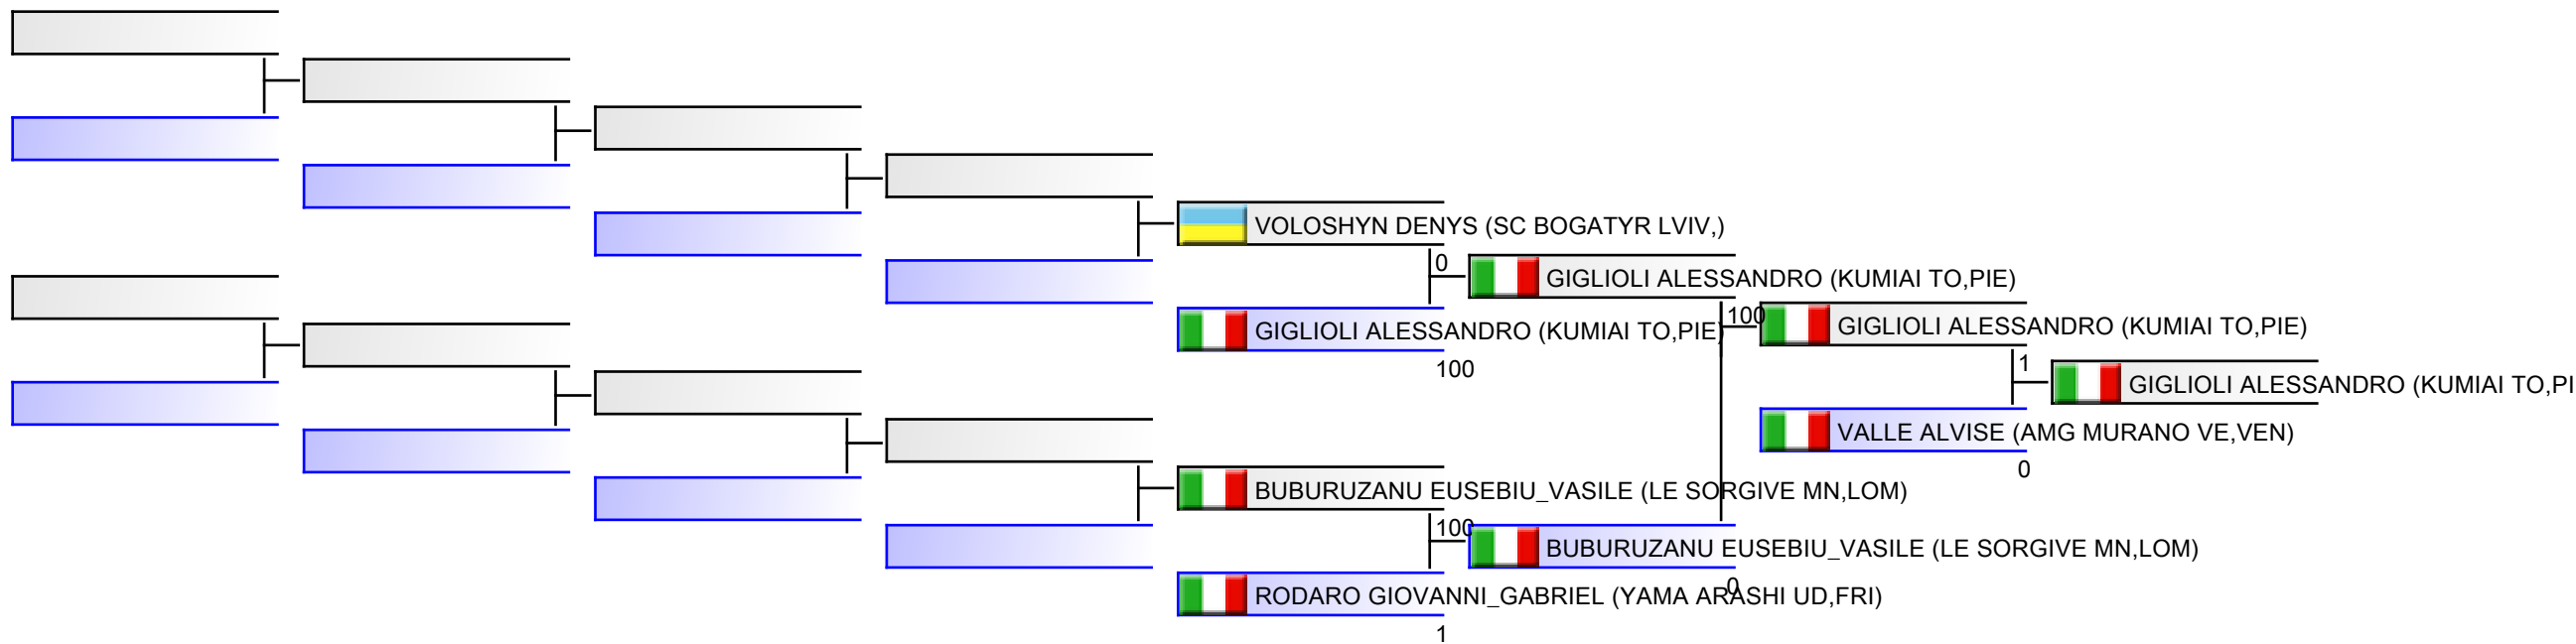 VOLOSHYN DENYS (SC BOGATYR LVIV,)
0
GIGLIOLI ALESSANDRO (KUMIAI TO,PIE)
100
GIGLIOLI ALESSANDRO (KUMIAI TO,PIE)
GIGLIOLI ALESSANDRO (KUMIAI TO,PIE)
100
1
GIGLIOLI ALESSANDRO (KUMIAI TO,PI
VALLE ALVISE (AMG MURANO VE,VEN)
0
BUBURUZANU EUSEBIU_VASILE (LE SORGIVE MN,LOM)
100
BUBURUZANU EUSEBIU_VASILE (LE SORGIVE MN,LOM)
0
RODARO GIOVANNI_GABRIEL (YAMA ARASHI UD,FRI)
1